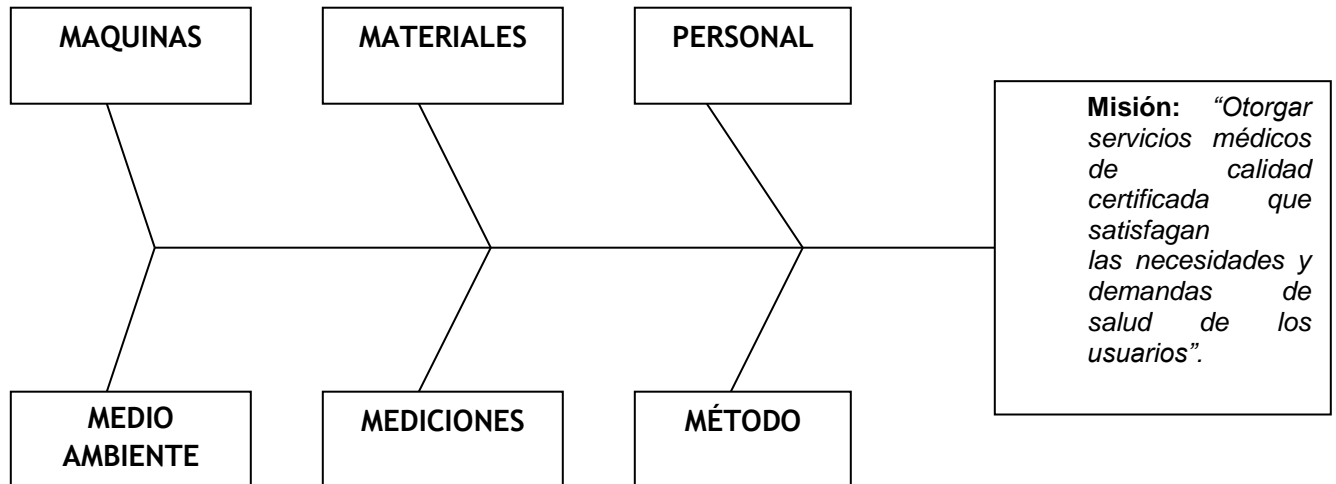 MAQUINAS
MATERIALES
PERSONAL
Misión: “Otorgar
servicios médicos
de calidad
certificada que
satisfagan
las necesidades y
demandas de
salud de los
usuarios”.
MEDIO
AMBIENTE
MEDICIONES
MÉTODO